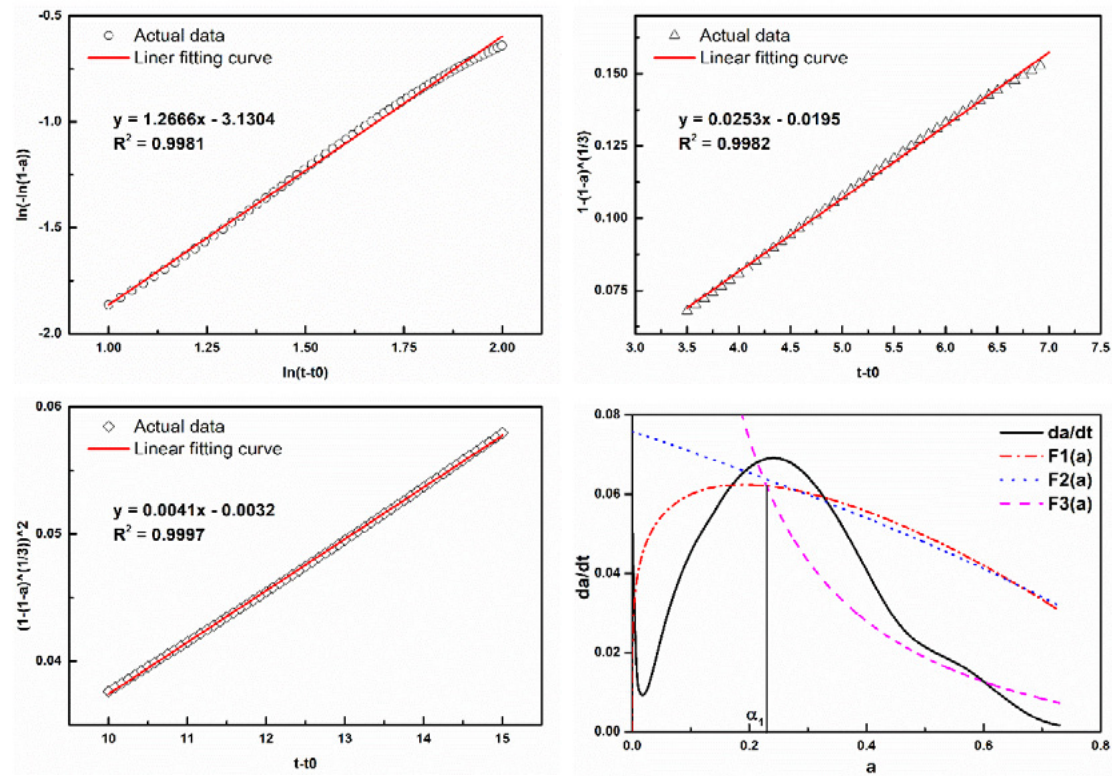 -0.5
-1.0
-1.5
-2.0
ln(-ln(1-a))
Actual data
Liner fitting curve
y = 1.2666x - 3.1304
R² = 0.9981
1.00 1.25 1.50 1.75 2.00
ln(t-t0)
0.150
0.125
0.100
0.075
1-(1-a)^(1/3)
Actual data
Linear fitting curve
y = 0.0253x - 0.0195
R² = 0.9982
3.0 3.5 4.0 4.5 5.0 5.5 6.0 6.5 7.0 7.5
t-t0
0.06
0.05
0.04
(1-(1-a)^(1/3))^2
Actual data
Linear fitting curve
y = 0.0041x - 0.0032
R² = 0.9997
10 11 12 13 14 15
t-t0
0.08
0.06
0.04
0.02
0.00
da/dt
da/dt
F1(a)
F2(a)
F3(a)
α₁
0.0 0.2 0.4 0.6 0.8
a